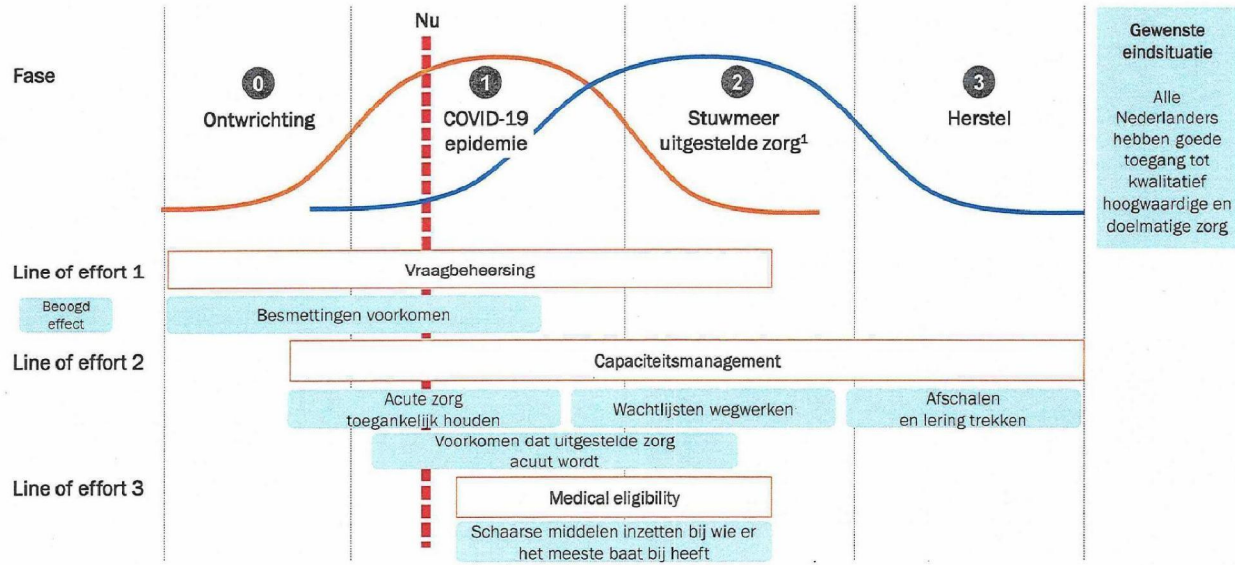 Nu
Fase
0
Ontwrichting
1
COVID-19
epidemie
2
Stuwmeer
uitgestelde zorg¹
3
Herstel
Gewenste
eindsituatie
Alle
Nederlanders
hebben goede
toegang tot
kwalitatief
hoogwaardige en
doelmatige zorg
Line of effort 1
Vraagbeheersing
Beoogd
effect
Besmettingen voorkomen
Line of effort 2
Capaciteitsmanagement
Acute zorg
toegankelijk houden
Wachtlijsten wegwerken
Afschalen
en lering trekken
Voorkomen dat uitgestelde zorg
acuut wordt
Line of effort 3
Medical eligibility
Schaarse middelen inzetten bij wie er
het meeste baat bij heeft